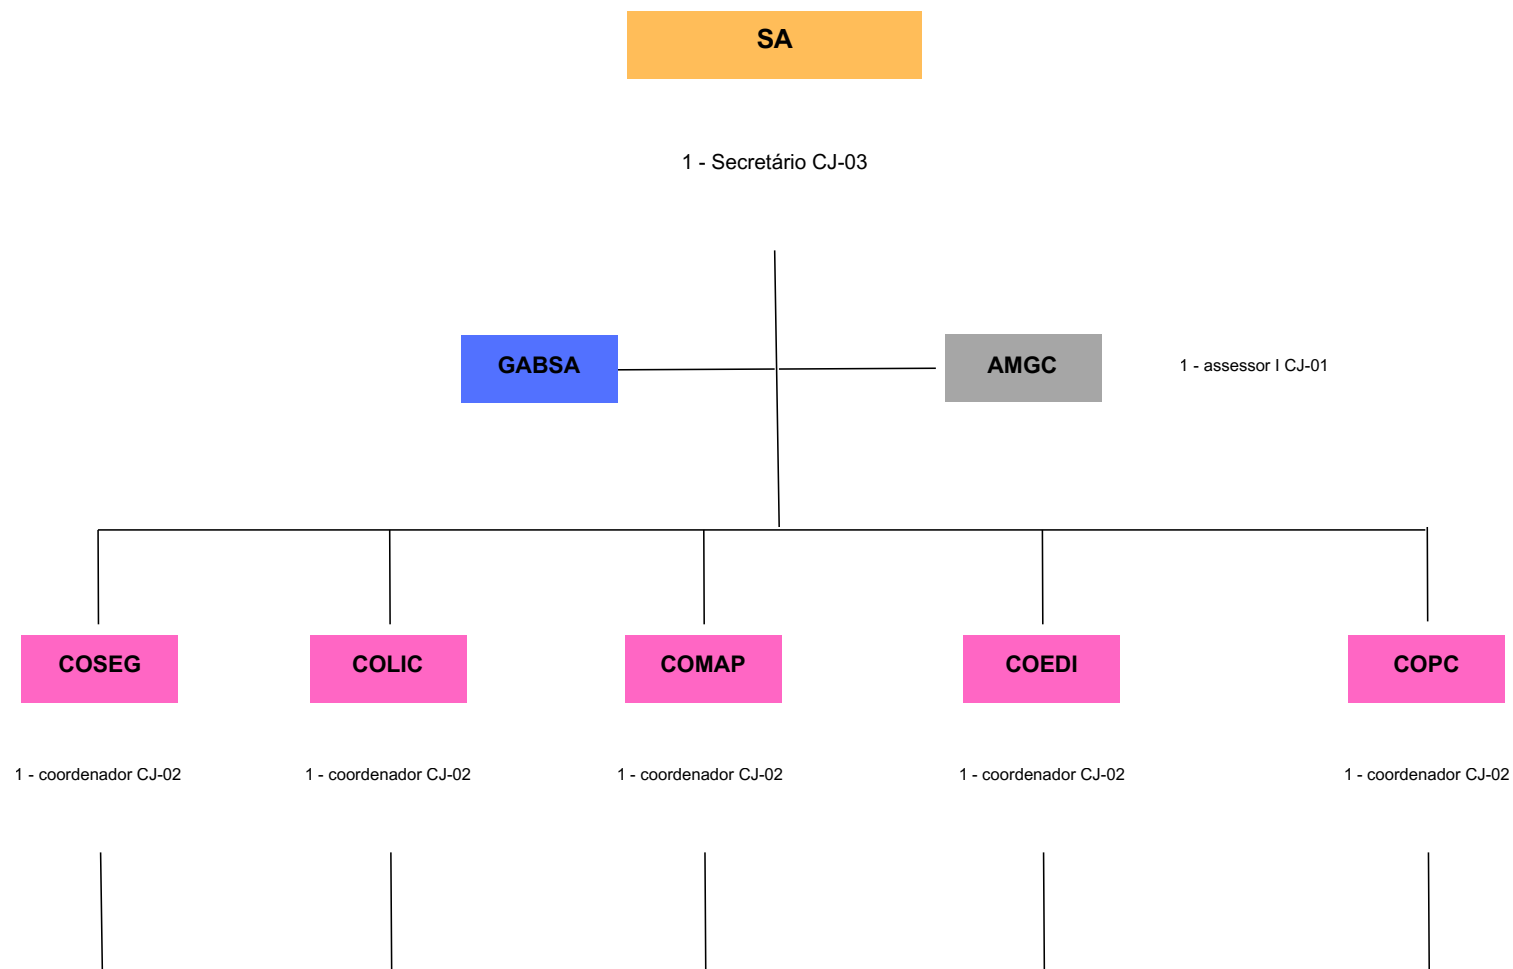 SA
1 - Secretário CJ-03
GABSA
AMGC
1 - assessor I CJ-01
COSEG
COLIC
COMAP
COEDI
COPC
1 - coordenador CJ-02
1 - coordenador CJ-02
1 - coordenador CJ-02
1 - coordenador CJ-02
1 - coordenador CJ-02